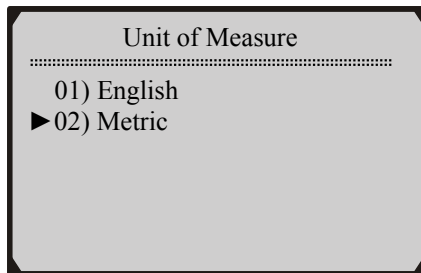 Unit of Measure
01) English
►02) Metric